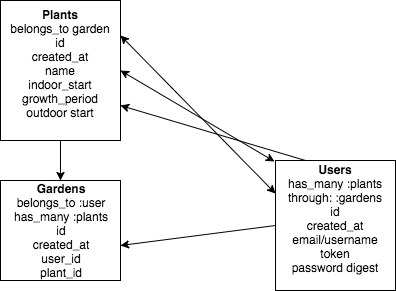 Plants
belongs_to garden
id
created_at
name
indoor_start
growth_period
outdoor start
Gardens
belongs_to :user
has_many :plants
id
created_at
user_id
plant_id
Users
has_many :plants
through: :gardens
id
created_at
email/username
token
password digest